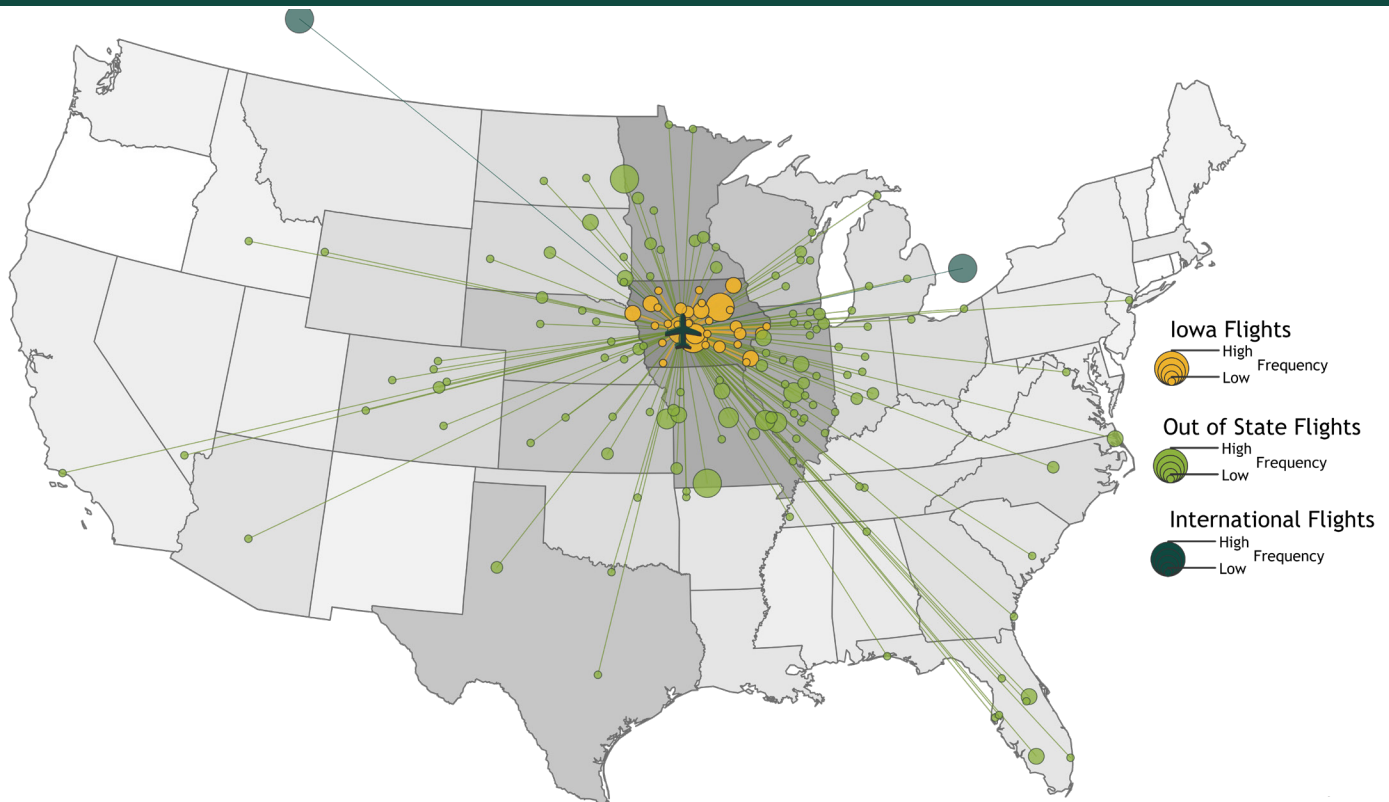 Iowa Flights
High
Frequency
Low
Out of State Flights
High
Frequency
Low
International Flights
High
Frequency
Low